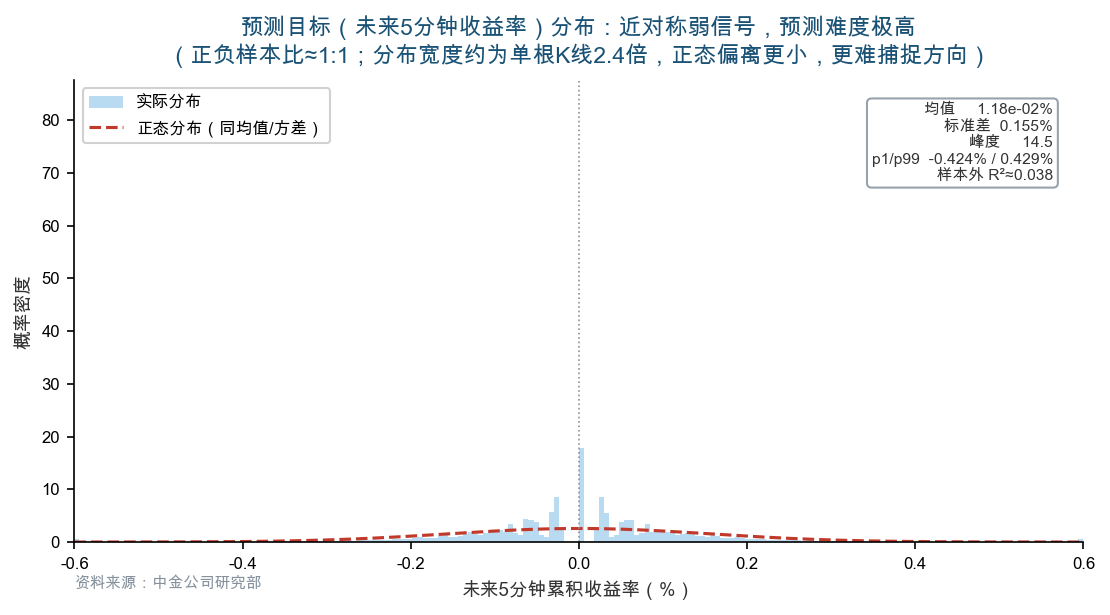 预测目标（未来5分钟收益率）分布：近对称弱信号，预测难度极高
（正负样本比≈1:1；分布宽度约为单根K线2.4倍，正态偏离更小，更难捕捉方向）
实际分布
正态分布（同均值/方差）
均值 1.18e-02%
标准差 0.155%
峰度 14.5
p1/p99 -0.424% / 0.429%
样本外 R²≈0.038
概率密度
80
70
60
50
40
30
20
10
0
-0.6 -0.4 -0.2 0.0 0.2 0.4 0.6
未来5分钟累积收益率（%）
资料来源：中金公司研究部